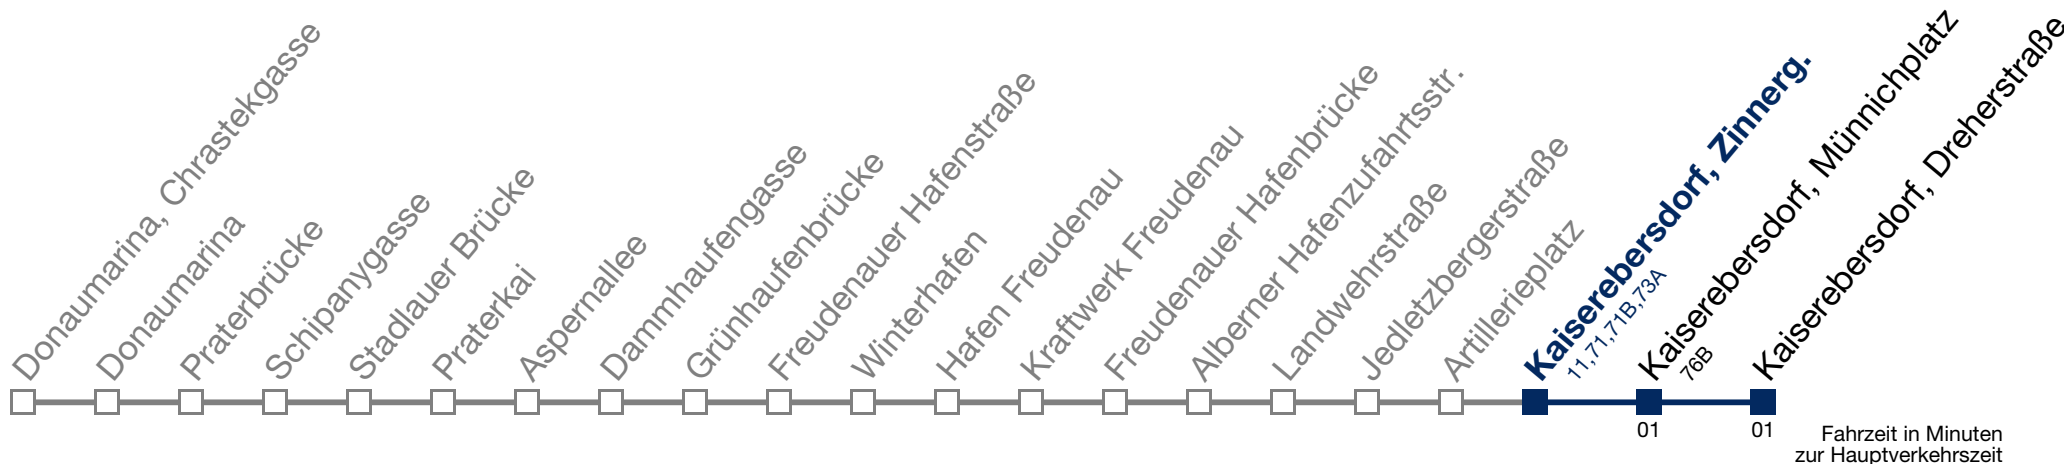 Donaumarina, Chrastekgasse
Donaumarina
Praterbrücke
Schipanygasse
Stadlauer Brücke
Praterkai
Aspernallee
Dammhaufengasse
Grünhaufenbrücke
Freudenauer Hafenstraße
Winterhafen
Hafen Freudenau
Kraftwerk Freudenau
Freudenauer Hafenbrücke
Alberner Hafenzufahrtsstr.
Landwehrstraße
Jedletzbergerstraße
Artillerieplatz
Kaiserebersdorf, Zinnerg.
11,71,71B,73A
Kaiserebersdorf, Münnichplatz
76B
Kaiserebersdorf, Dreherstraße
01
01
Fahrzeit in Minuten
zur Hauptverkehrszeit